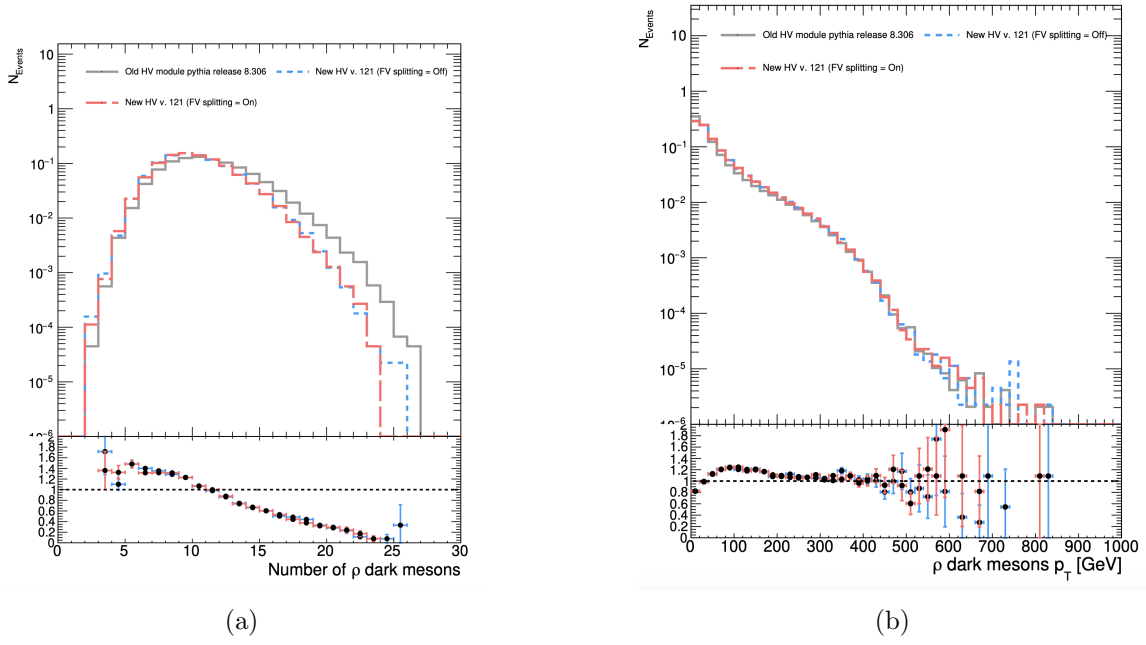 N_Events
10
1
10^-1
10^-2
10^-3
10^-4
10^-5
10^-6
Old HV module pythia release 8.306
New HV v. 121 (FV splitting = Off)
New HV v. 121 (FV splitting = On)
2
1.8
1.6
1.4
1.2
1
0.8
0.6
0.4
0.2
0
0 5 10 15 20 25 30
Number of ρ dark mesons
(a)
N_Events
10
1
10^-1
10^-2
10^-3
10^-4
10^-5
10^-6
Old HV module pythia release 8.306
New HV v. 121 (FV splitting = Off)
New HV v. 121 (FV splitting = On)
2
1.8
1.6
1.4
1.2
1
0.8
0.6
0.4
0.2
0
0 100 200 300 400 500 600 700 800 900 1000
ρ dark mesons p_T [GeV]
(b)